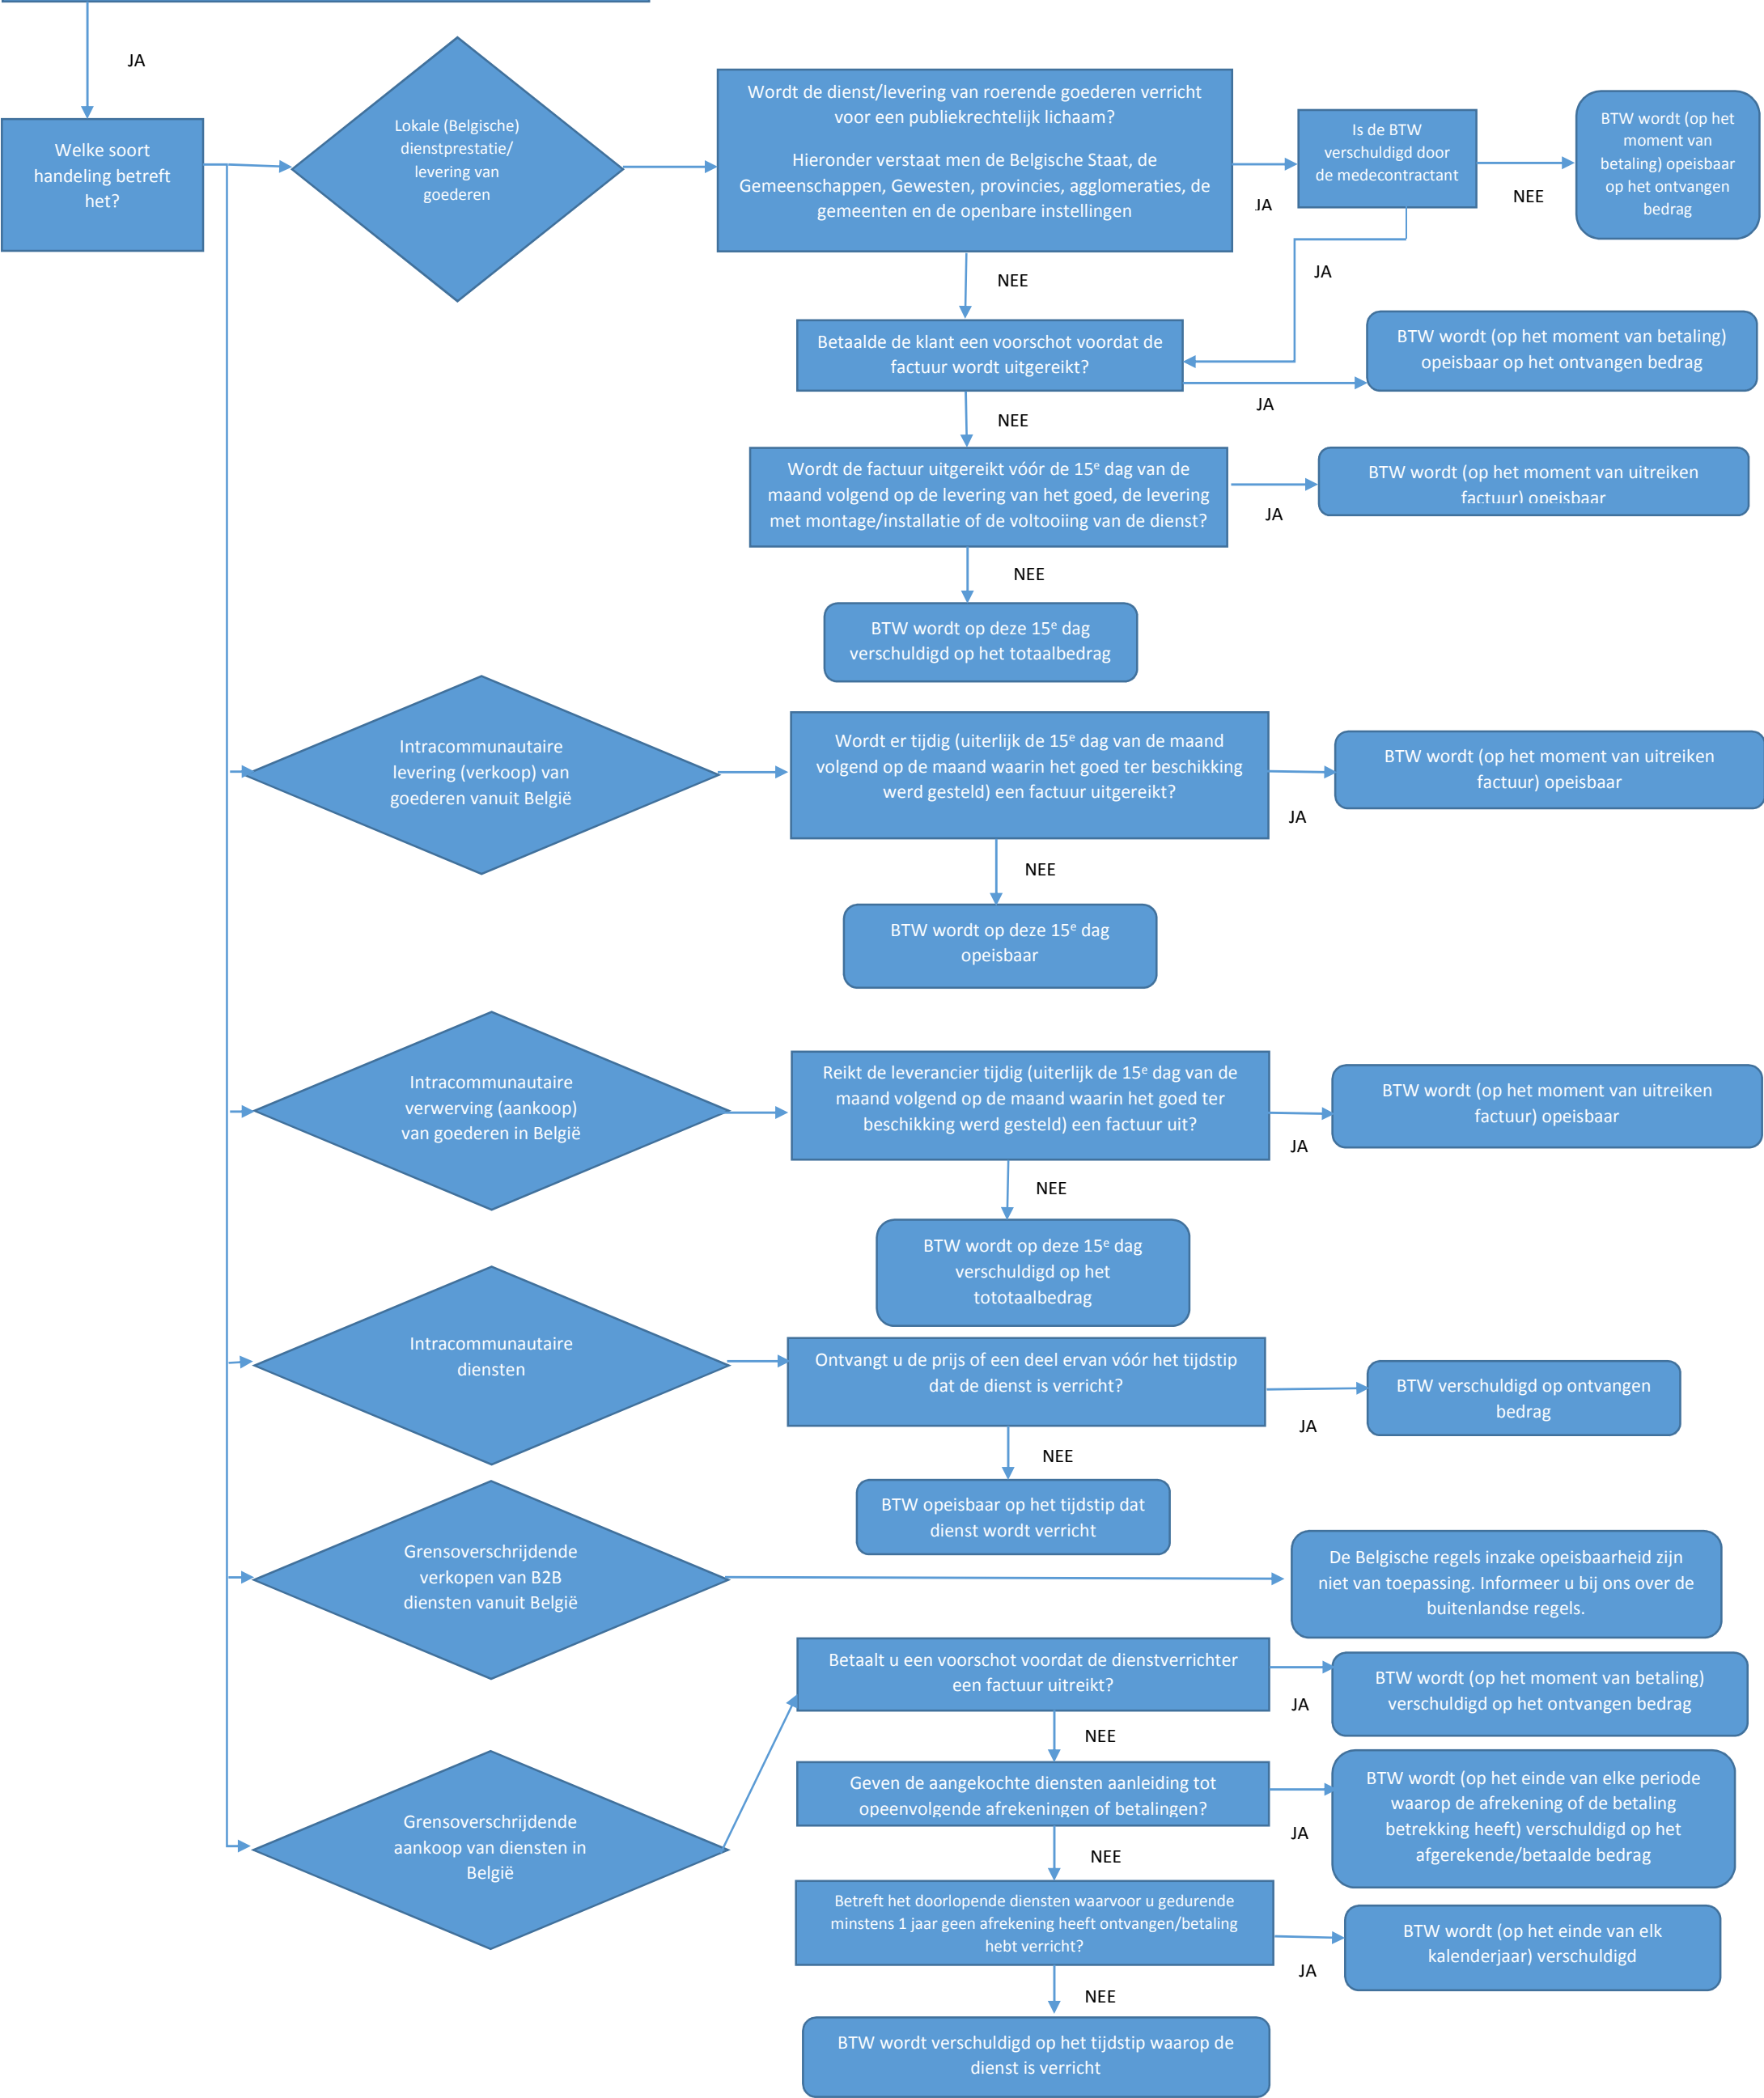 JA
Welke soort
handeling betreft
het?
Lokale (Belgische)
dienstprestatie/
levering van
goederen
Wordt de dienst/levering van roerende goederen verricht
voor een publiekrechtelijk lichaam?
Hieronder verstaat men de Belgische Staat, de
Gemeenschappen, Gewesten, provincies, agglomeraties, de
gemeenten en de openbare instellingen
JA
Is de BTW
verschuldigd door
de medecontractant
NEE
BTW wordt (op het
moment van
betaling) opeisbaar
op het ontvangen
bedrag
NEE
JA
Betaalde de klant een voorschot voordat de
factuur wordt uitgereikt?
JA
BTW wordt (op het moment van betaling)
opeisbaar op het ontvangen bedrag
NEE
Wordt de factuur uitgereikt vóór de 15e dag van de
maand volgend op de levering van het goed, de levering
met montage/installatie of de voltooiing van de dienst?
JA
BTW wordt (op het moment van uitreiken
factuur) opeisbaar
NEE
BTW wordt op deze 15e dag
verschuldigd op het totaalbedrag
Intracommunautaire
levering (verkoop) van
goederen vanuit België
Wordt er tijdig (uiterlijk de 15e dag van de maand
volgend op de maand waarin het goed ter beschikking
werd gesteld) een factuur uitgereikt?
JA
BTW wordt (op het moment van uitreiken
factuur) opeisbaar
NEE
BTW wordt op deze 15e dag
opeisbaar
Intracommunautaire
verwerving (aankoop)
van goederen in België
Reikt de leverancier tijdig (uiterlijk de 15e dag van de
maand volgend op de maand waarin het goed ter
beschikking werd gesteld) een factuur uit?
JA
BTW wordt (op het moment van uitreiken
factuur) opeisbaar
NEE
BTW wordt op deze 15e dag
verschuldigd op het
tototaalbedrag
Intracommunautaire
diensten
Ontvangt u de prijs of een deel ervan vóór het tijdstip
dat de dienst is verricht?
JA
BTW verschuldigd op ontvangen
bedrag
NEE
BTW opeisbaar op het tijdstip dat
dienst wordt verricht
Grensoverschrijdende
verkopen van B2B
diensten vanuit België
De Belgische regels inzake opeisbaarheid zijn
niet van toepassing. Informeer u bij ons over de
buitenlandse regels.
Grensoverschrijdende
aankoop van diensten in
België
Betaalt u een voorschot voordat de dienstverrichter
een factuur uitreikt?
JA
BTW wordt (op het moment van betaling)
verschuldigd op het ontvangen bedrag
NEE
Geven de aangekochte diensten aanleiding tot
opeenvolgende afrekeningen of betalingen?
JA
BTW wordt (op het einde van elke periode
waarop de afrekening of de betaling
betrekking heeft) verschuldigd op het
afgerekende/betaalde bedrag
NEE
Betreft het doorlopende diensten waarvoor u gedurende
minstens 1 jaar geen afrekening heeft ontvangen/betaling
hebt verricht?
JA
BTW wordt (op het einde van elk
kalenderjaar) verschuldigd
NEE
BTW wordt verschuldigd op het tijdstip waarop de
dienst is verricht